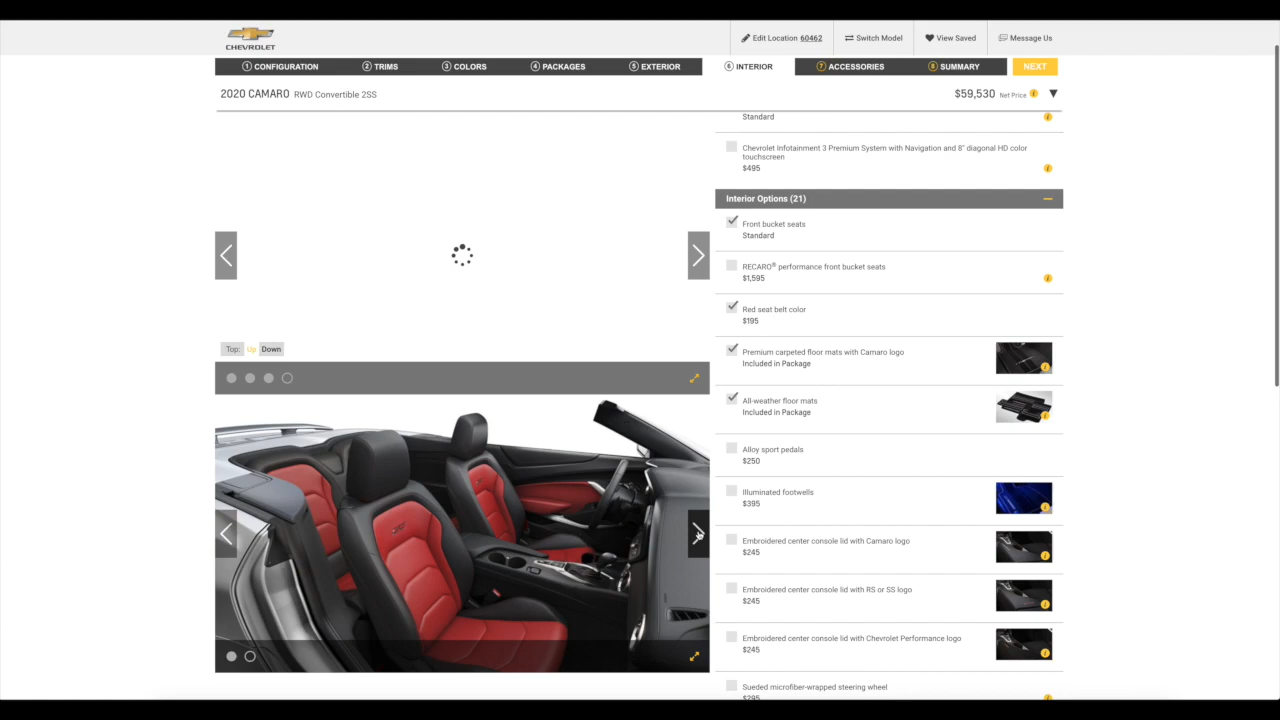 CHEVROLET
Edit Location 60462
Switch Model
View Saved
Message Us
1 CONFIGURATION
2 TRIMS
3 COLORS
4 PACKAGES
5 EXTERIOR
6 INTERIOR
7 ACCESSORIES
8 SUMMARY
NEXT
2020 CAMARO RWD Convertible 2SS
$59,530 Net Price
Standard
Chevrolet Infotainment 3 Premium System with Navigation and 8" diagonal HD color
touchscreen
$495
Interior Options (21)
Front bucket seats
Standard
RECARO® performance front bucket seats
$1,595
Red seat belt color
$195
Top: Up Down
Premium carpeted floor mats with Camaro logo
Included in Package
All-weather floor mats
Included in Package
Alloy sport pedals
$250
Illuminated footwells
$395
Embroidered center console lid with Camaro logo
$245
Embroidered center console lid with RS or SS logo
$245
Embroidered center console lid with Chevrolet Performance logo
$245
Sueded microfiber-wrapped steering wheel
$295